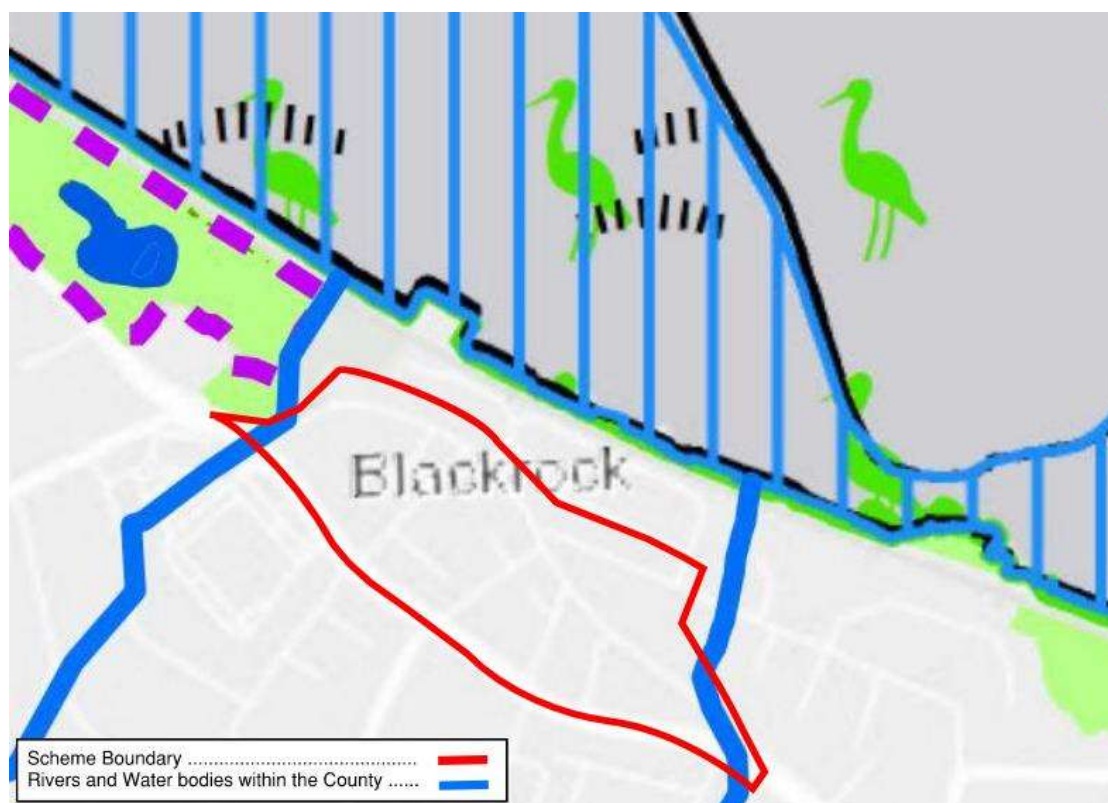 Blackrock
Scheme Boundary ............................................
Rivers and Water bodies within the County ......